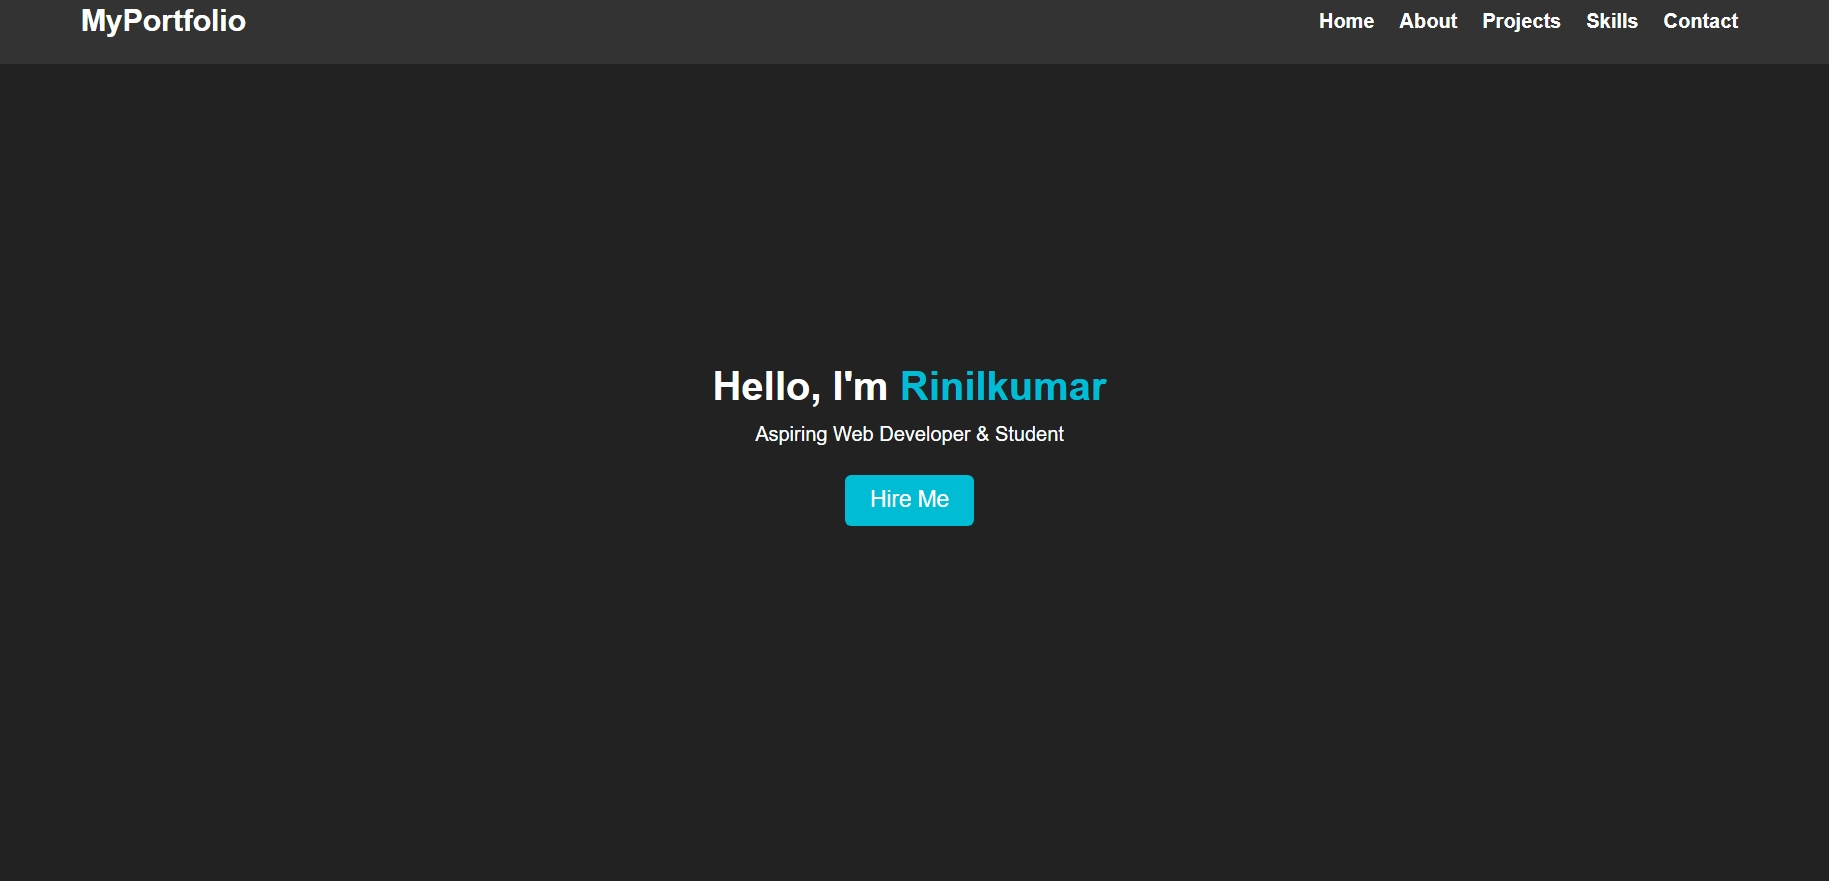 MyPortfolio
Home About Projects Skills Contact
Hello, I'm Rinilkumar
Aspiring Web Developer & Student
Hire Me